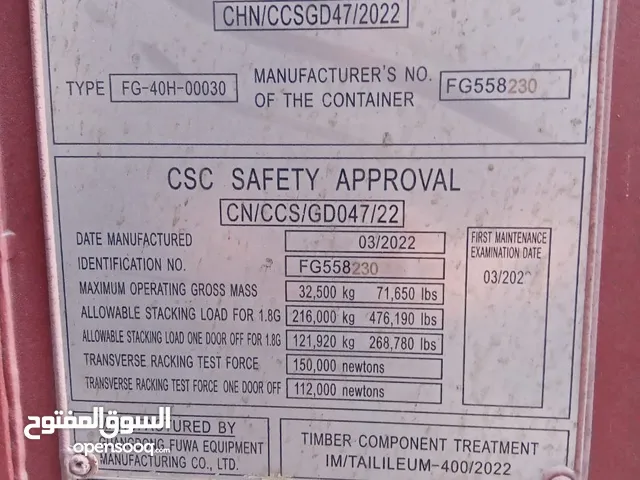 CHN/CCSGD47/2022
TYPE FG-40H-00030 MANUFACTURER'S NO. OF THE CONTAINER FG558230
CSC SAFETY APPROVAL
CN/CCS/GD047/22
DATE MANUFACTURED 03/2022
IDENTIFICATION NO. FG558230
MAXIMUM OPERATING GROSS MASS 32,500 kg 71,650 lbs
ALLOWABLE STACKING LOAD FOR 1.8G 216,000 kg 476,190 lbs
ALLOWABLE STACKING LOAD ONE DOOR OFF FOR 1.8G 121,920 kg 268,780 lbs
TRANSVERSE RACKING TEST FORCE 150,000 newtons
TRANSVERSE RACKING TEST FORCE ONE DOOR OFF 112,000 newtons
FIRST MAINTENANCE
EXAMINATION DATE
السوق المفتوح
opensooq.com
BY
FUWA EQUIPMENT
MANUFACTURING CO., LTD.
TIMBER COMPONENT TREATMENT
IM/TAILILEUM-400/2022